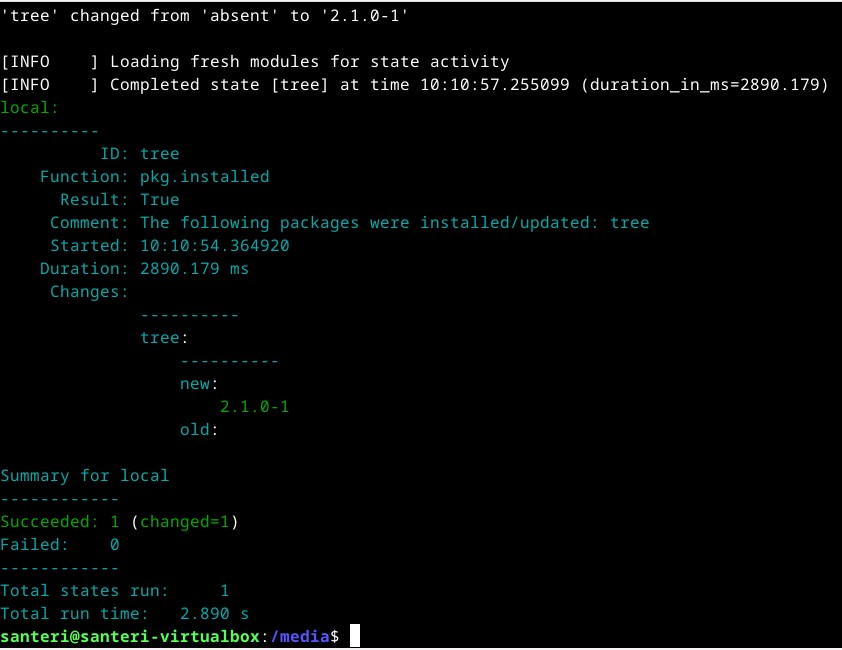 'tree' changed from 'absent' to '2.1.0-1'
[INFO    ] Loading fresh modules for state activity
[INFO    ] Completed state [tree] at time 10:10:57.255099 (duration_in_ms=2890.179)
local:
----------
          ID: tree
    Function: pkg.installed
      Result: True
     Comment: The following packages were installed/updated: tree
     Started: 10:10:54.364920
    Duration: 2890.179 ms
     Changes:
              ----------
              tree:
                  ----------
                  new:
                      2.1.0-1
                  old:
Summary for local
------------
Succeeded: 1 (changed=1)
Failed:    0
------------
Total states run:     1
Total run time:   2.890 s
santeri@santeri-virtualbox:/media$